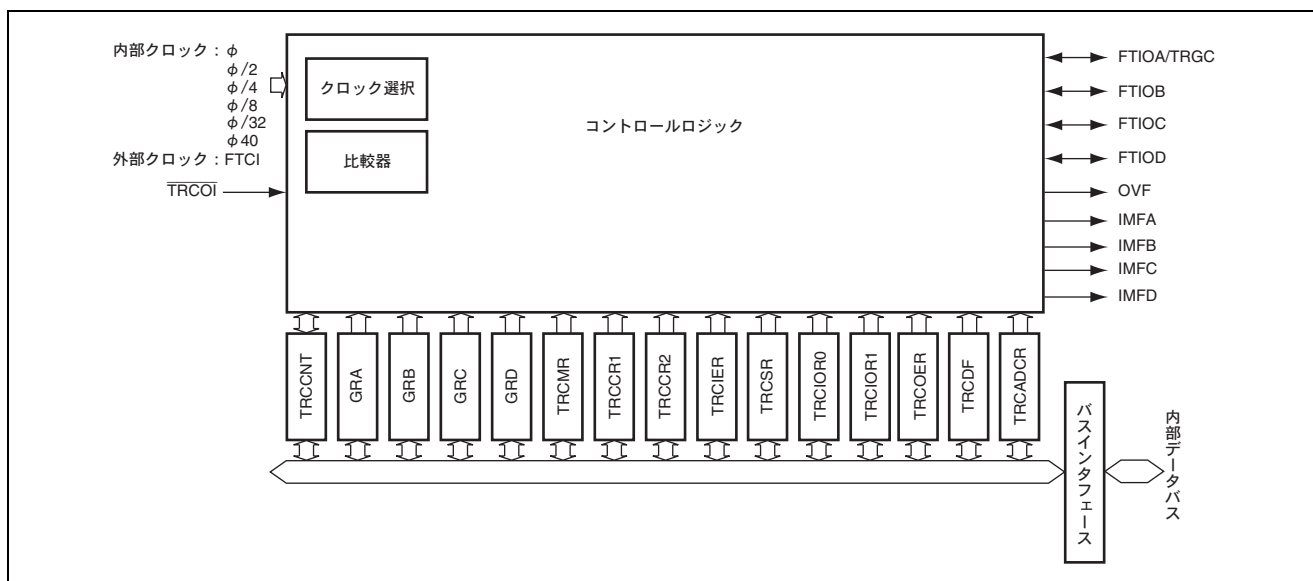 内部クロック：φ
φ/2
φ/4
φ/8
φ/32
φ40
外部クロック：FTCI
TRCOI
クロック選択
比較器
コントロールロジック
FTIOA/TRGC
FTIOB
FTIOC
FTIOD
OVF
IMFA
IMFB
IMFC
IMFD
TRCCNT
GRA
GRB
GRC
GRD
TRCMR
TRCCR1
TRCCR2
TRCIER
TRCSR
TRCIOR0
TRCIOR1
TRCOER
TRCDF
TRCADCR
バスインタフェース
内部データバス